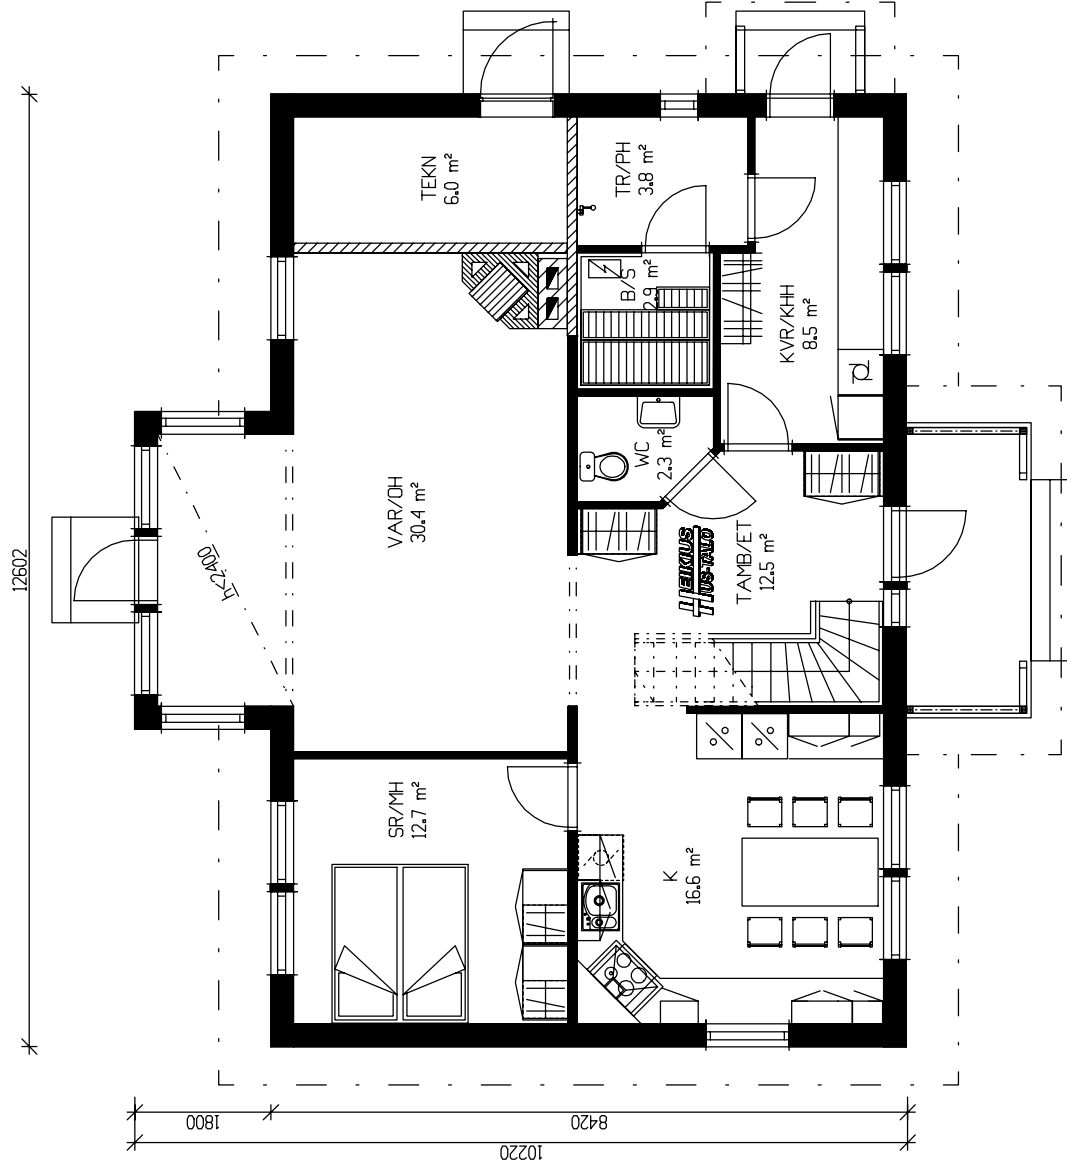 TEKN
6.0 m²
TR/PH
3.8 m²
B/S
2.9 m²
KVR/KHH
8.5 m²
WC
2.3 m²
VAR/OH
30.4 m²
h<2400
HEIKIUS
HUS-TALO
TAMB/ET
12.5 m²
12602
SR/MH
12.7 m²
K
16.6 m²
1800
8420
10220